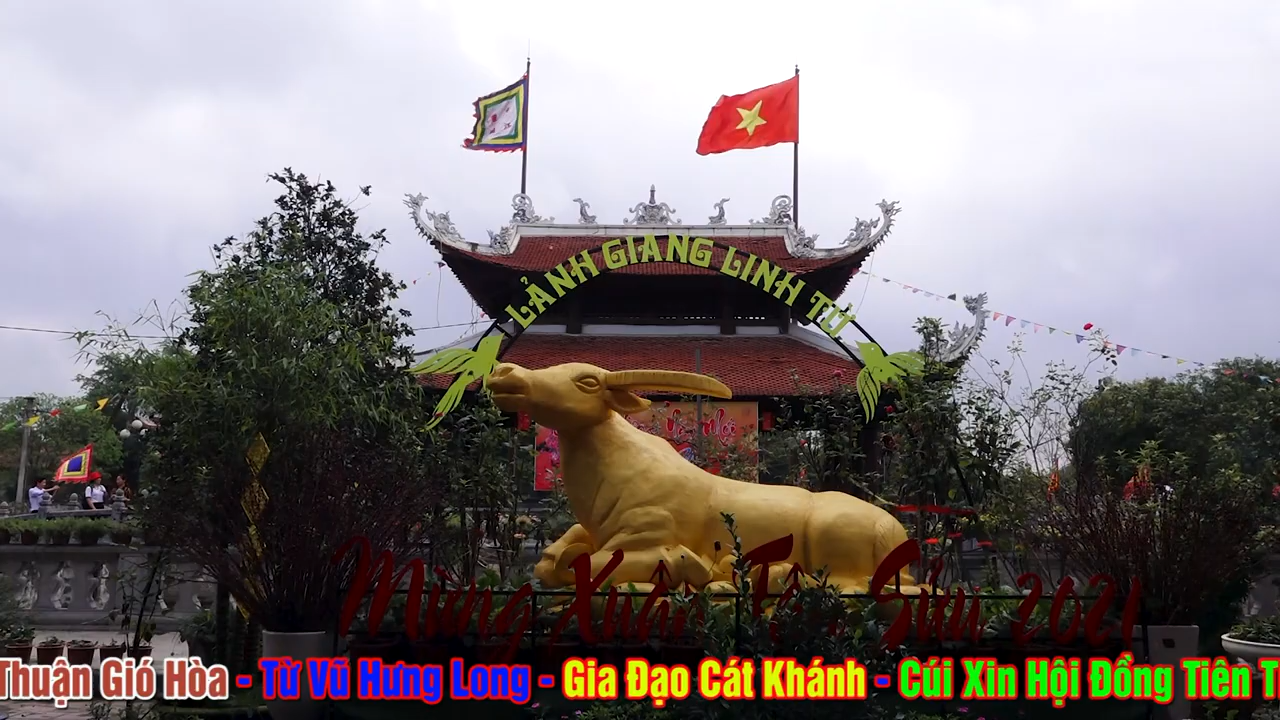 LẢNH GIANG LINH TỪ
Mừng Xuân Tân Sửu 2021
Thuận Gió Hòa - Từ Vũ Hưng Long - Gia Đạo Cát Khánh - Cúi Xin Hội Đồng Tiên